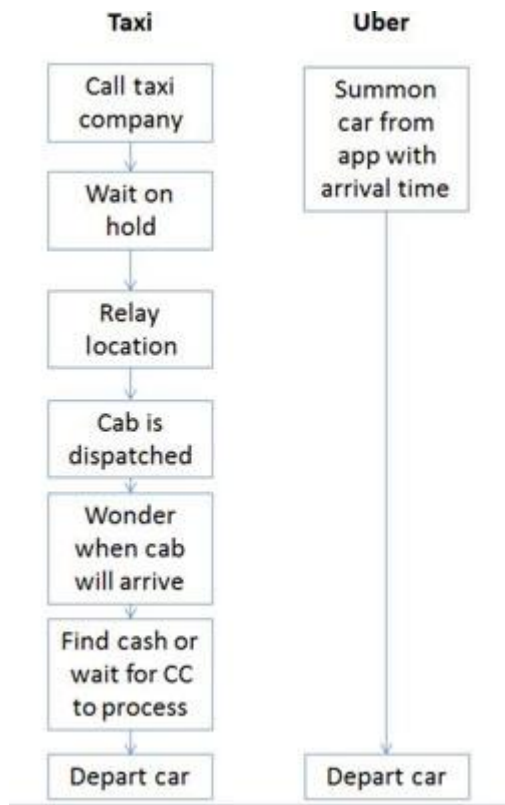 Taxi
Call taxi
company
Wait on
hold
Relay
location
Cab is
dispatched
Wonder
when cab
will arrive
Find cash or
wait for CC
to process
Depart car
Uber
Summon
car from
app with
arrival time
Depart car